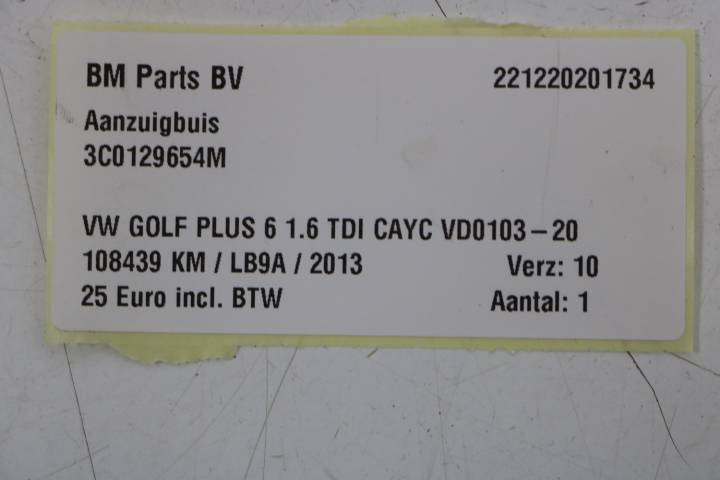 BM Parts BV 221220201734
Aanzuigbuis
3C0129654M
VW GOLF PLUS 6 1.6 TDI CAYC VD0103-20
108439 KM / LB9A / 2013 Verz: 10
25 Euro incl. BTW Aantal: 1